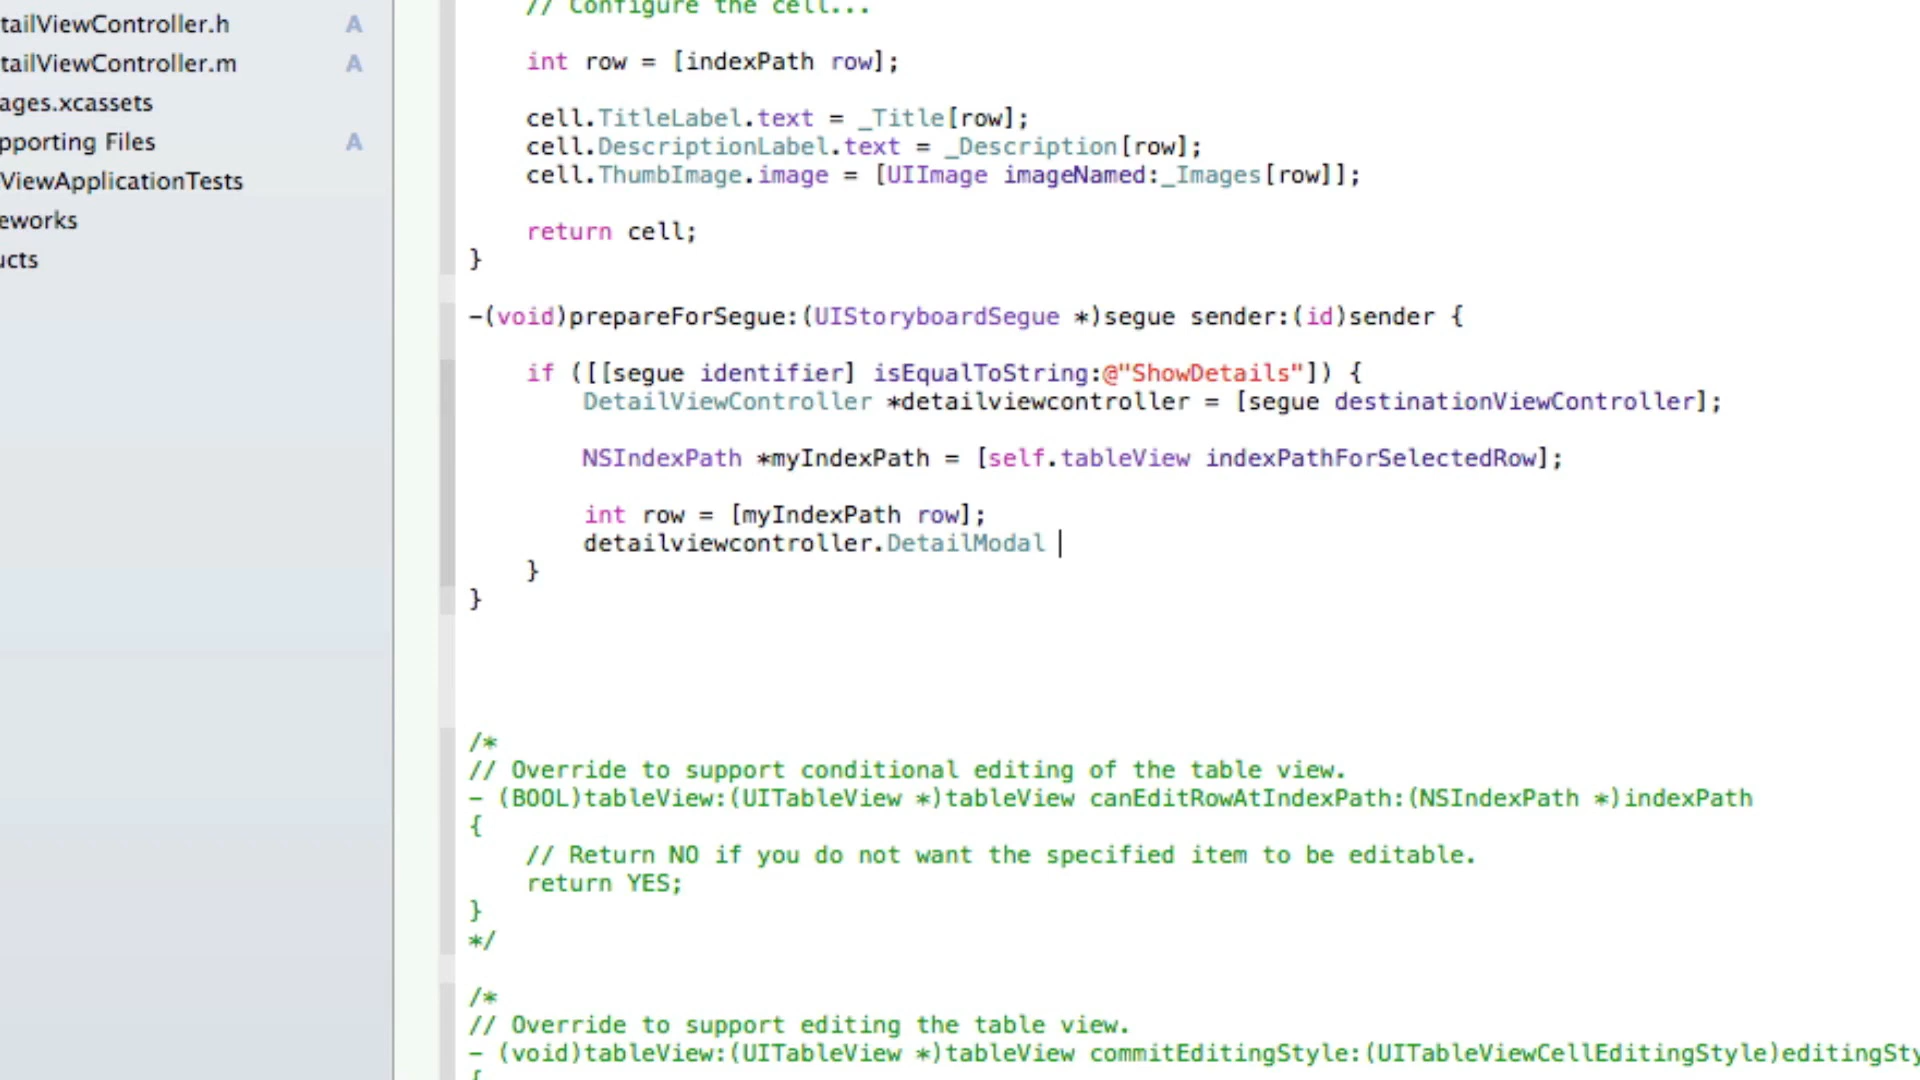 tailViewController.h A
tailViewController.m A
ages.xcassets
pporting Files A
ViewApplicationTests
eworks
ucts
// Configure the cell...
int row = [indexPath row];
cell.TitleLabel.text = _Title[row];
cell.DescriptionLabel.text = _Description[row];
cell.ThumbImage.image = [UIImage imageNamed:_Images[row]];
return cell;
}
-(void)prepareForSegue:(UIStoryboardSegue *)segue sender:(id)sender {
if ([[segue identifier] isEqualToString:@"ShowDetails"]) {
DetailViewController *detailviewcontroller = [segue destinationViewController];
NSIndexPath *myIndexPath = [self.tableView indexPathForSelectedRow];
int row = [myIndexPath row];
detailviewcontroller.DetailModal
}
}
/*
// Override to support conditional editing of the table view.
- (BOOL)tableView:(UITableView *)tableView canEditRowAtIndexPath:(NSIndexPath *)indexPath
{
// Return NO if you do not want the specified item to be editable.
return YES;
}
*/
/*
// Override to support editing the table view.
- (void)tableView:(UITableView *)tableView commitEditingStyle:(UITableViewCellEditingStyle)editingSty
{